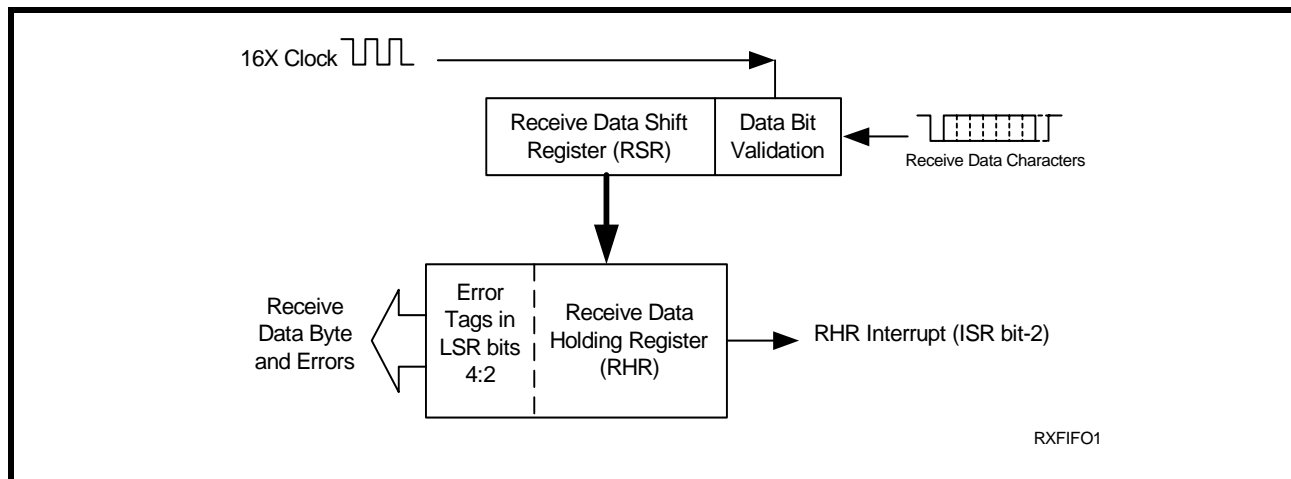 16X Clock
Receive Data Shift
Register (RSR)
Data Bit
Validation
Receive Data Characters
Receive
Data Byte
and Errors
Error
Tags in
LSR bits
4:2
Receive Data
Holding Register
(RHR)
RHR Interrupt (ISR bit-2)
RXFIFO1